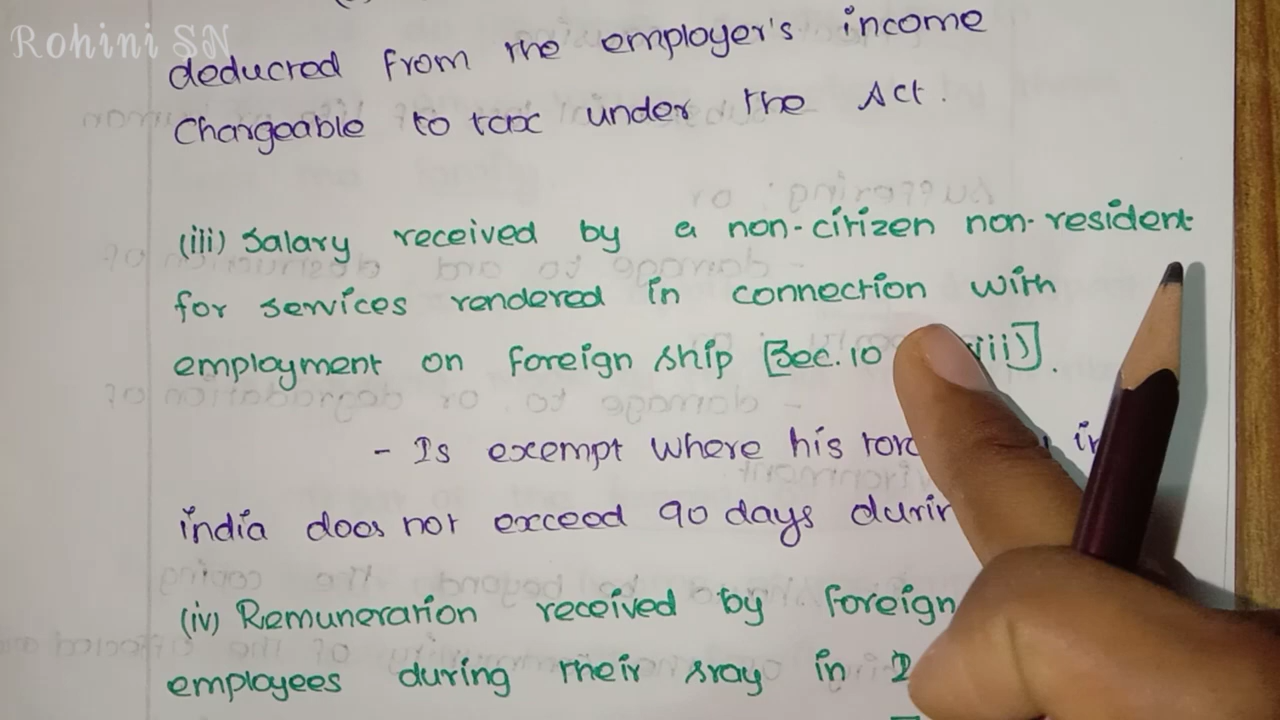 Rohini SN
deducted from the employer's income
Chargeable to tax under the Act.
(iii) Salary received by a non-citizen non-resident
for services rendered in connection with
employment on foreign ship [Sec. 10 viii)].
- Is exempt where his in
india does not exceed 90 days
(iv) Remuneration received by Foreign
employees during their stay in